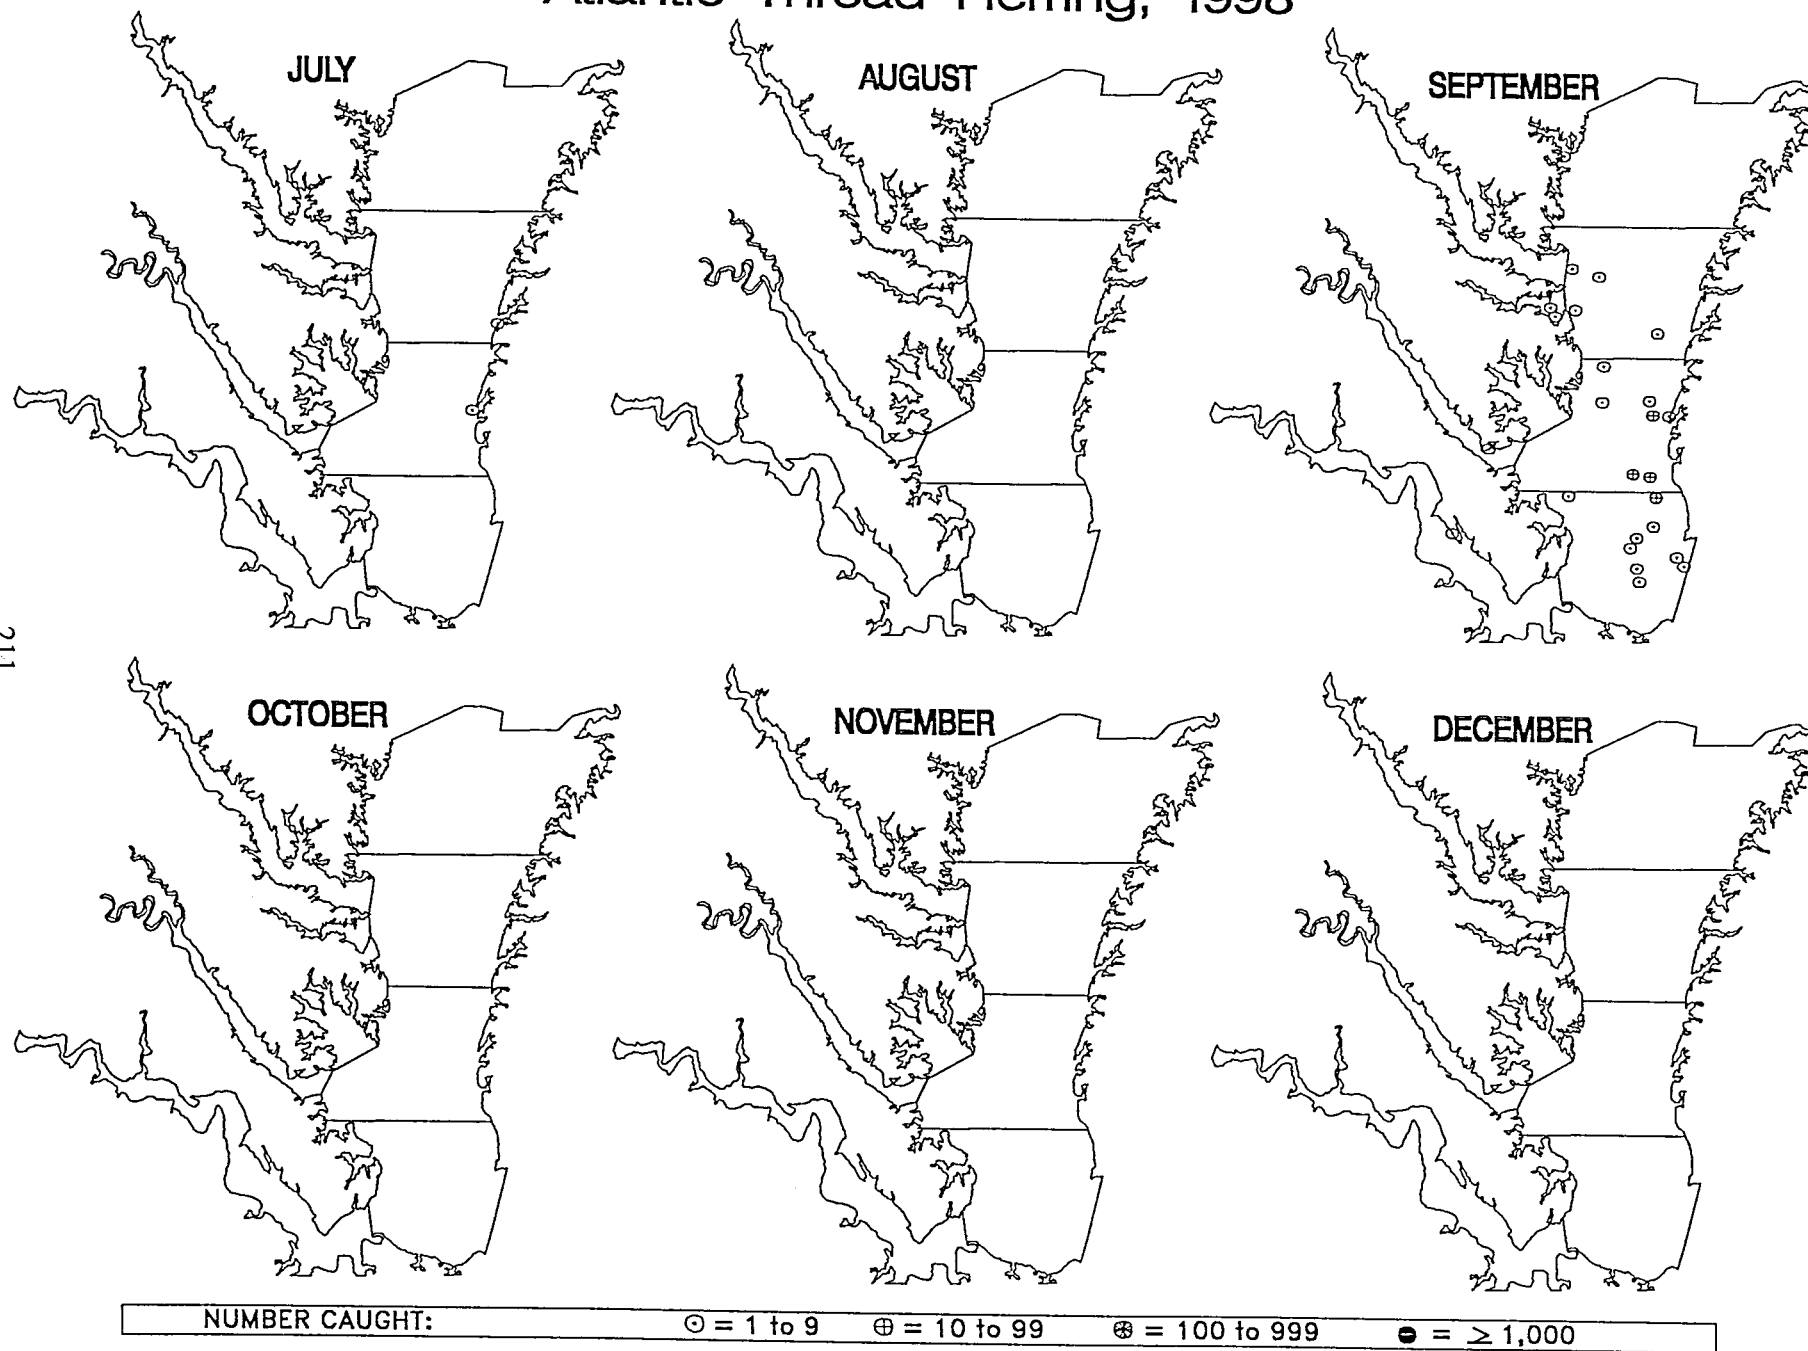 Atlantic Thread Herring, 1998
JULY
AUGUST
SEPTEMBER
211
OCTOBER
NOVEMBER
DECEMBER
NUMBER CAUGHT: ⊙ = 1 to 9 ⊕ = 10 to 99 = 100 to 999 ⊖ = ≥ 1,000